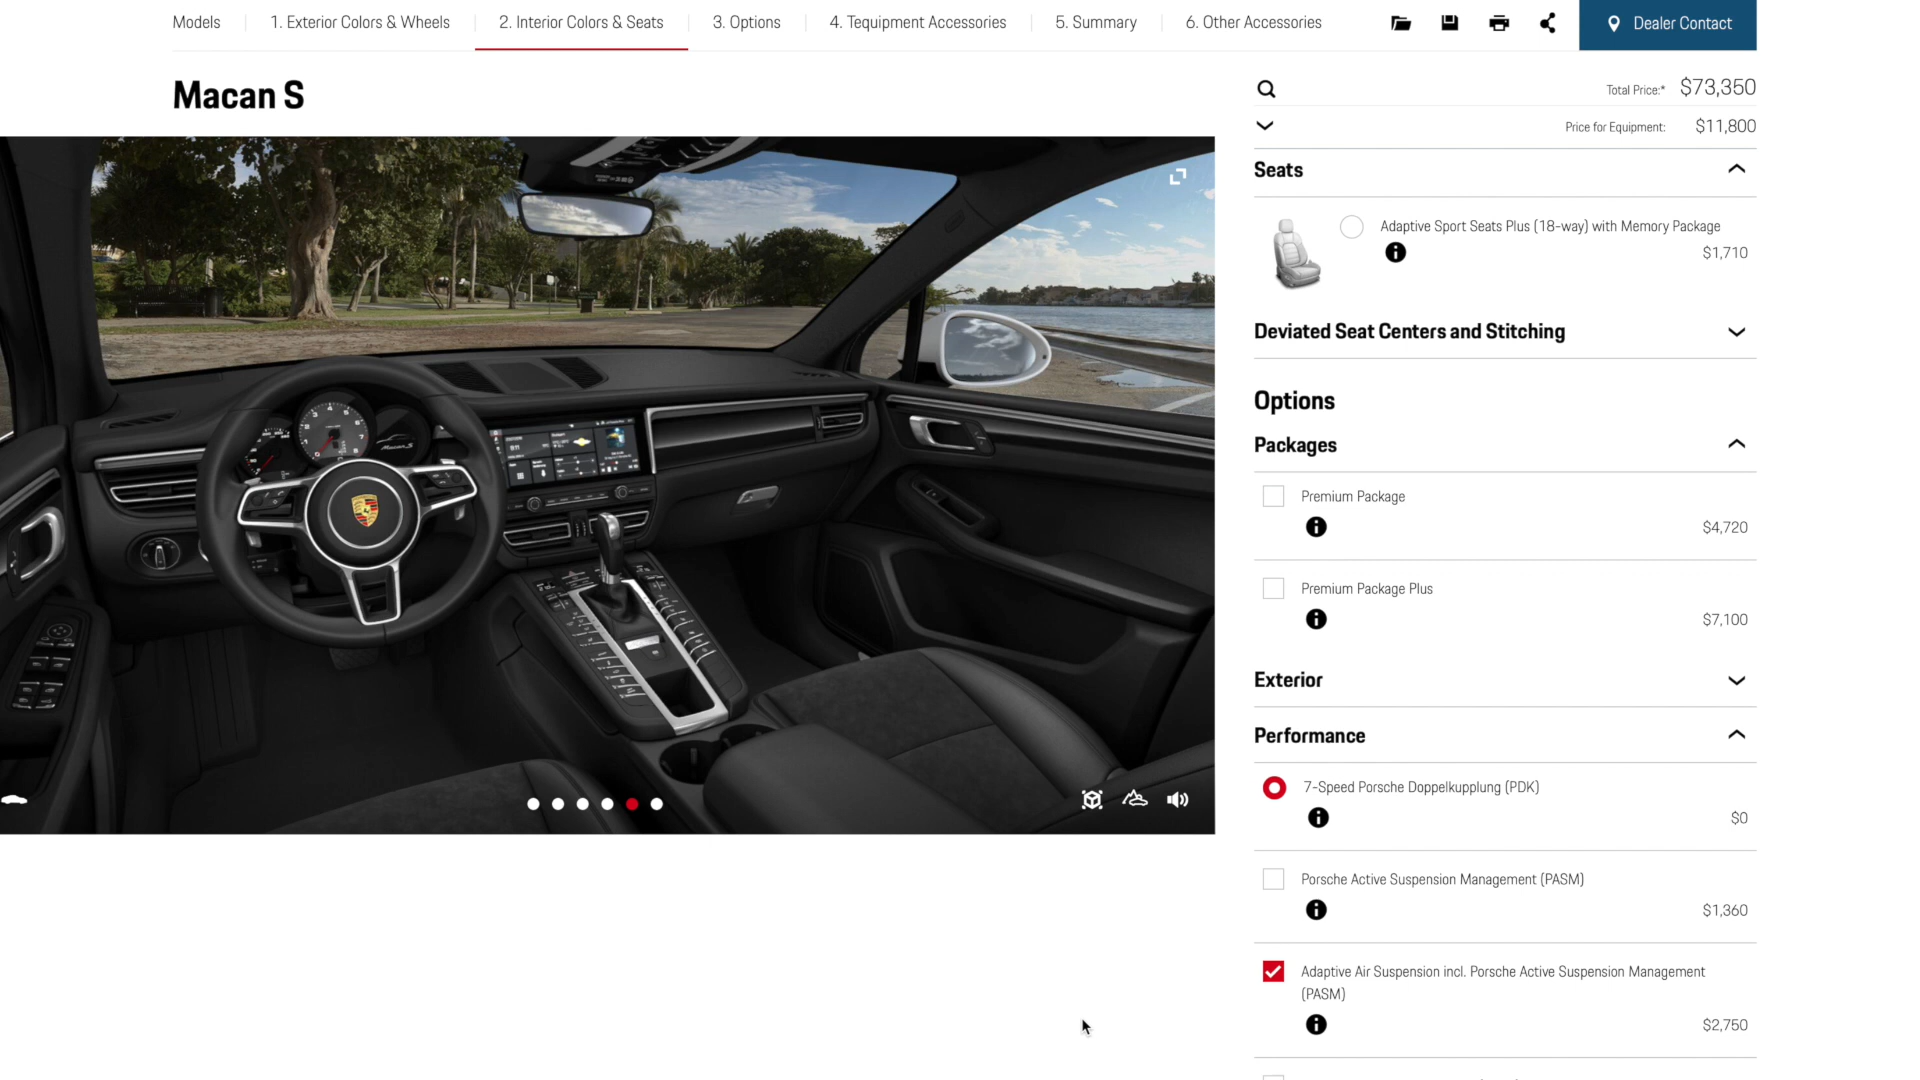 Models
1. Exterior Colors & Wheels
2. Interior Colors & Seats
3. Options
4. Tequipment Accessories
5. Summary
6. Other Accessories
Dealer Contact
Macan S
Total Price:* $73,350
Price for Equipment: $11,800
Seats
Adaptive Sport Seats Plus (18-way) with Memory Package
$1,710
Deviated Seat Centers and Stitching
Options
Packages
Premium Package
$4,720
Premium Package Plus
$7,100
Exterior
Performance
7-Speed Porsche Doppelkupplung (PDK)
$0
Porsche Active Suspension Management (PASM)
$1,360
Adaptive Air Suspension incl. Porsche Active Suspension Management
(PASM)
$2,750